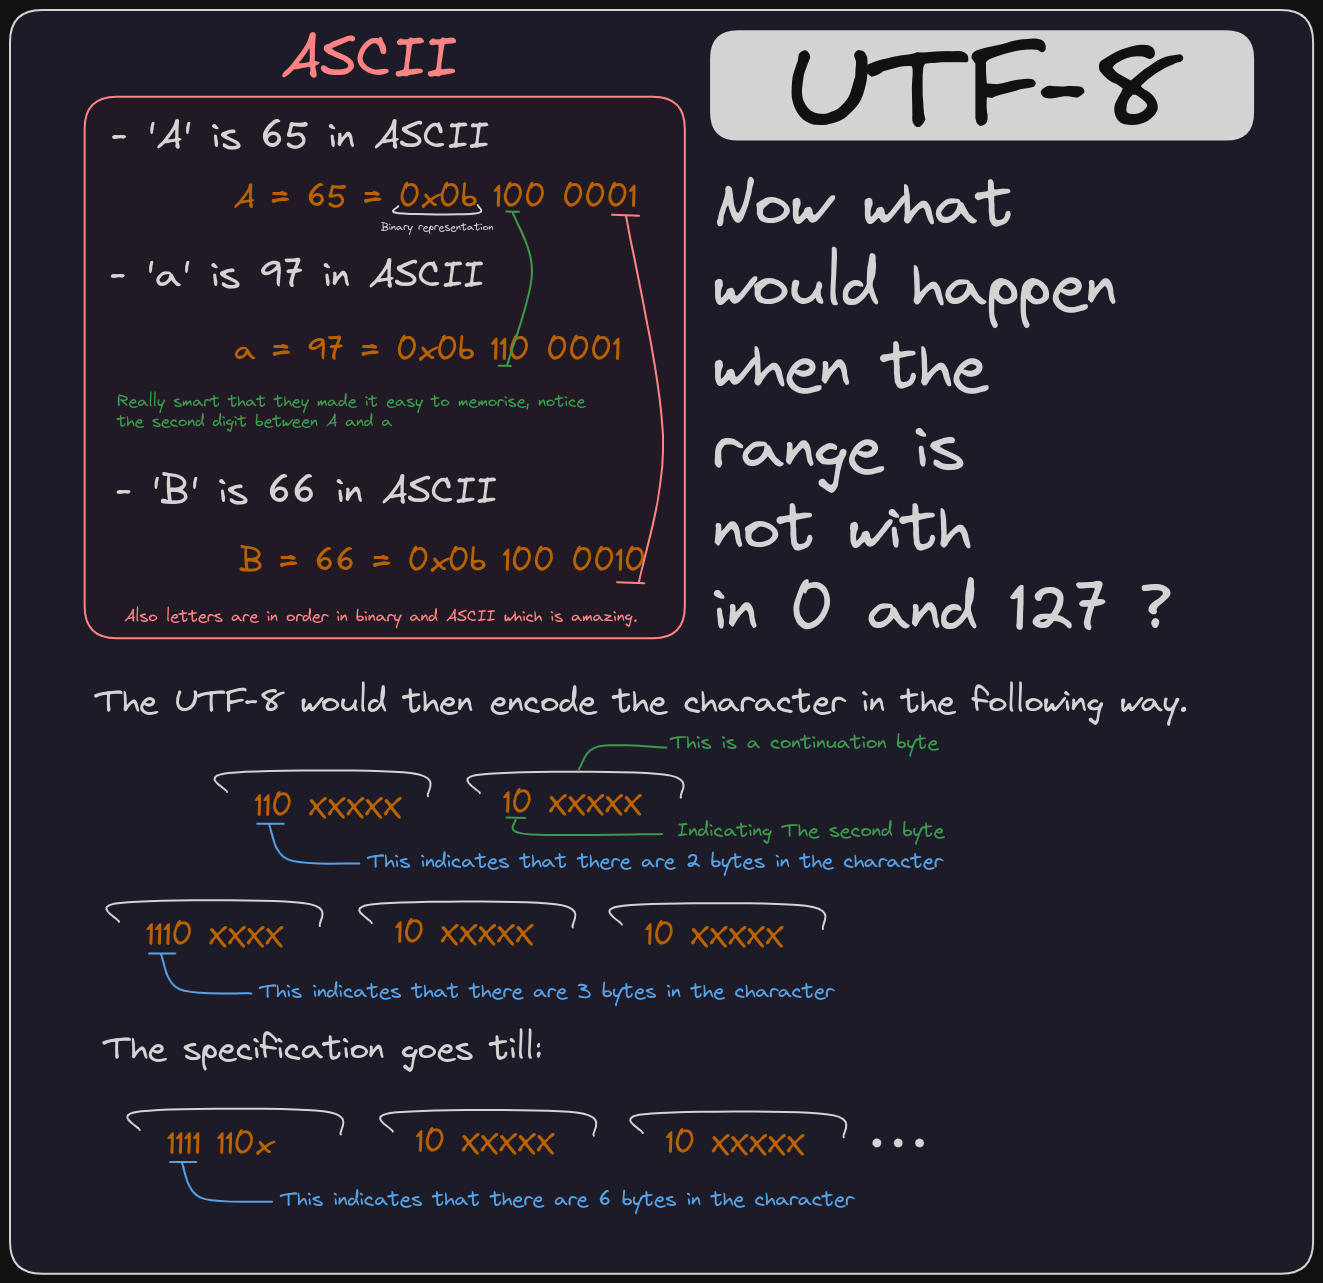 ASCII
- 'A' is 65 in ASCII
A = 65 = 0x0b 100 0001
Binary representation
- 'a' is 97 in ASCII
a = 97 = 0x0b 110 0001
Really smart that they made it easy to memorise, notice
the second digit between A and a
- 'B' is 66 in ASCII
B = 66 = 0x0b 100 0010
Also letters are in order in binary and ASCII which is amazing.
UTF-8
Now what
would happen
when the
range is
not with
in 0 and 127 ?
The UTF-8 would then encode the character in the following way.
This is a continuation byte
110 xxxxx 10 xxxxx
Indicating The second byte
This indicates that there are 2 bytes in the character
1110 xxxx 10 xxxxx 10 xxxxx
This indicates that there are 3 bytes in the character
The specification goes till:
1111 110x 10 xxxxx 10 xxxxx ...
This indicates that there are 6 bytes in the character